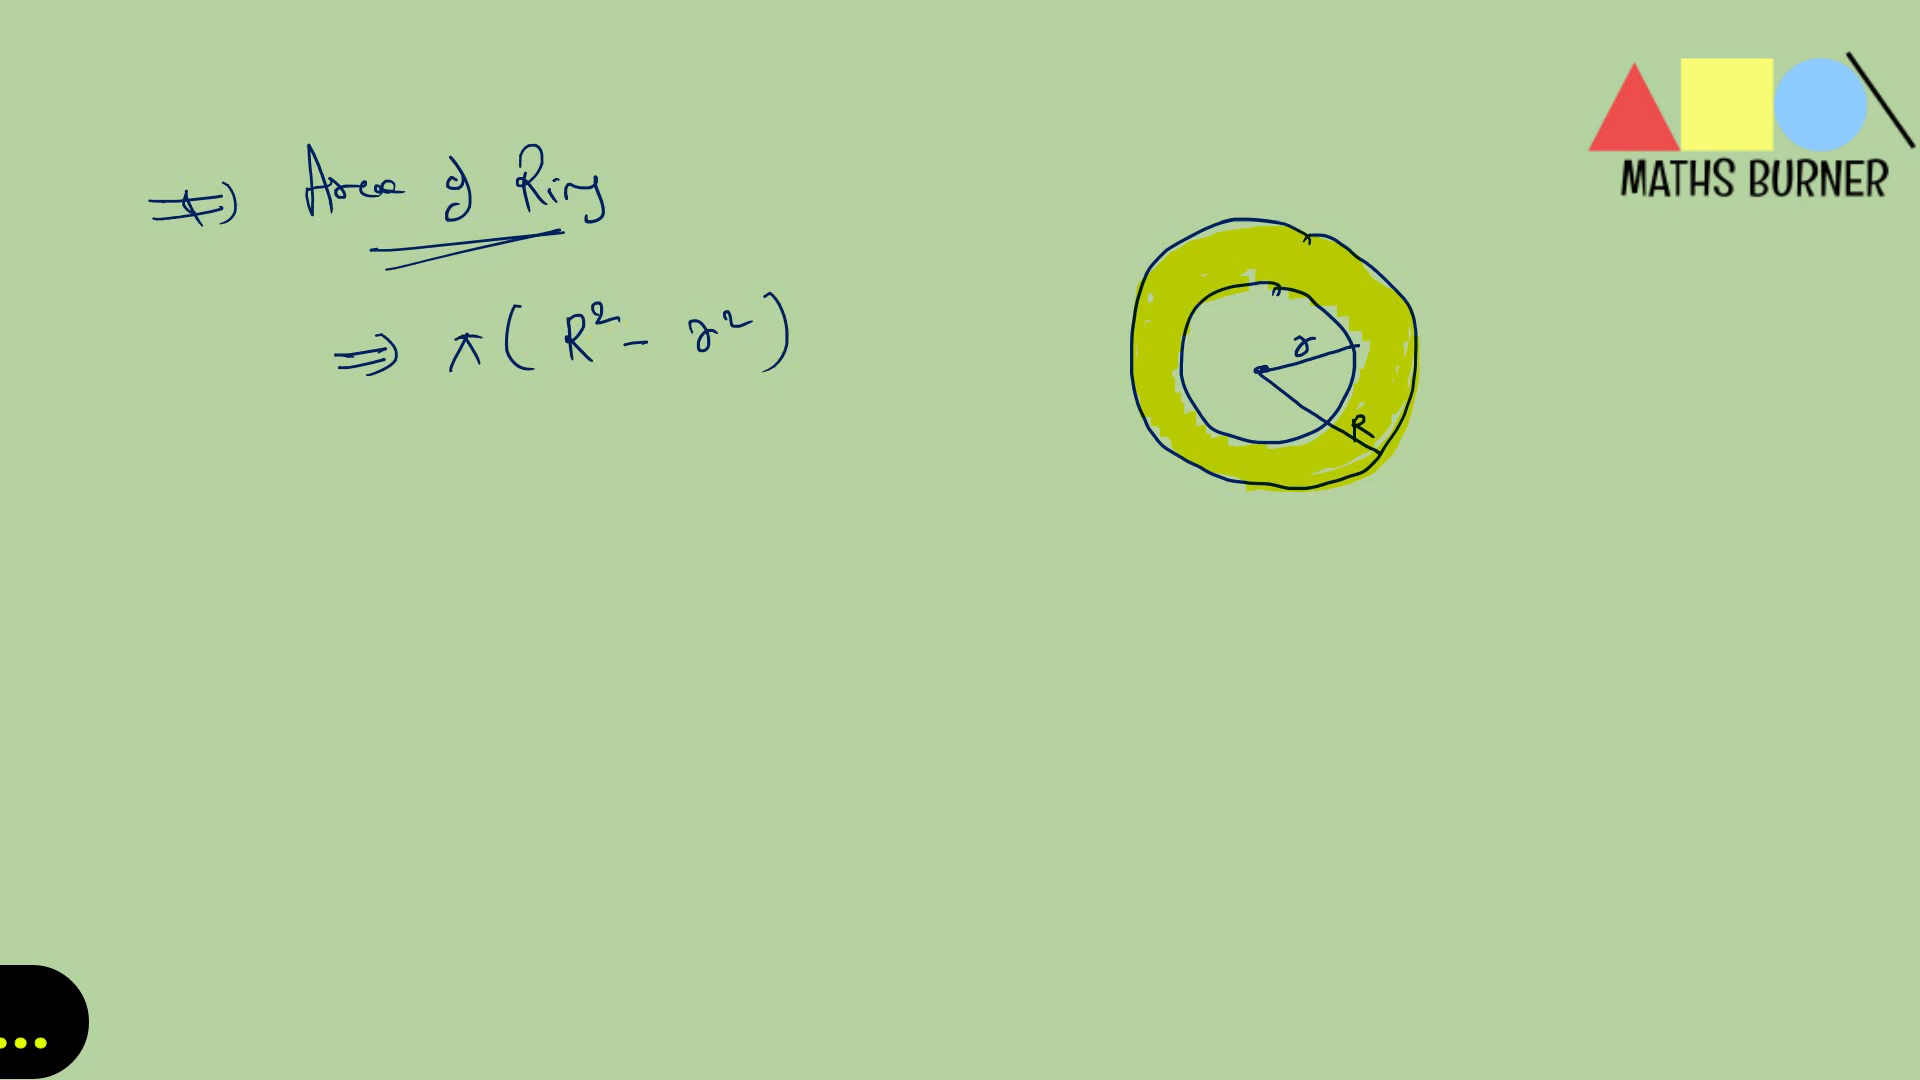 ⇒ Area of Ring
⇒ π ( R² - r² )
r
R
MATHS BURNER